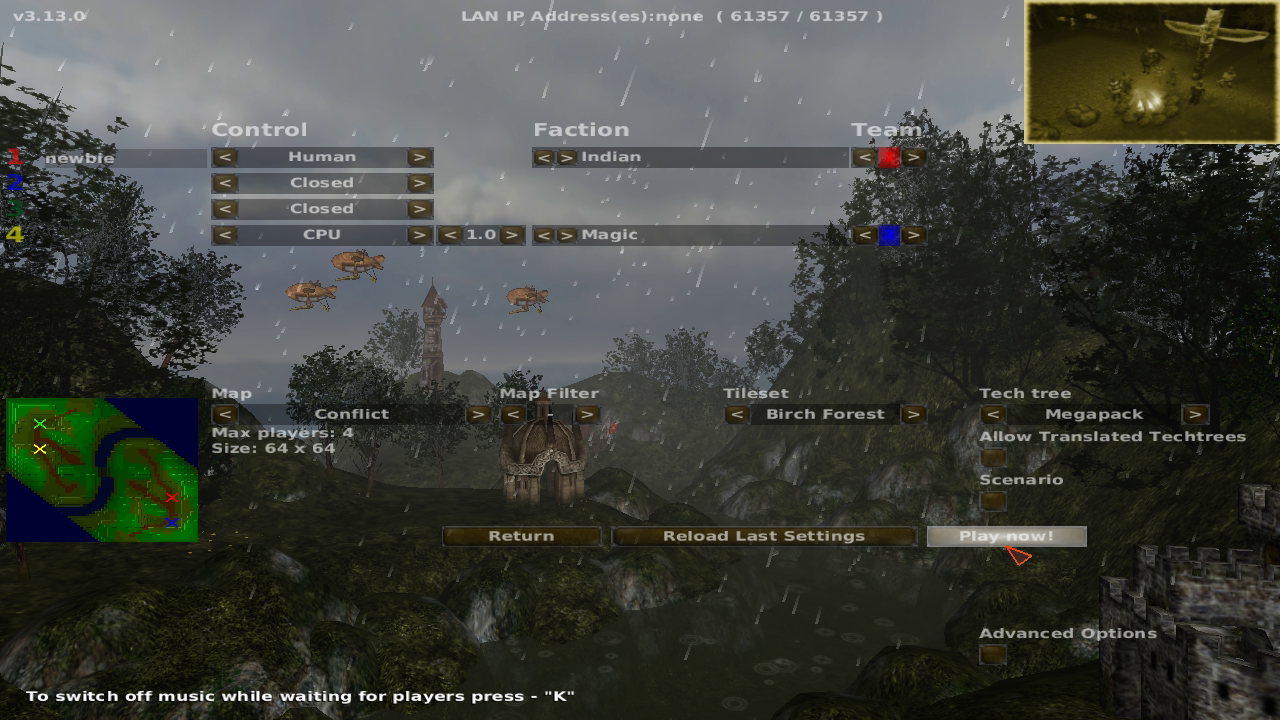 v3.13.0
LAN IP Address(es):none ( 61357 / 61357 )
Control Faction Team
1 newbie < Human > < > Indian < >
2 < Closed >
3 < Closed >
4 < CPU > < 1.0 > < > Magic < >
Map Map Filter Tileset Tech tree
< Conflict > < - > < Birch Forest > < Megapack >
Max players: 4
Size: 64 x 64
Allow Translated Techtrees
Scenario
Return Reload Last Settings Play now!
Advanced Options
To switch off music while waiting for players press - "K"